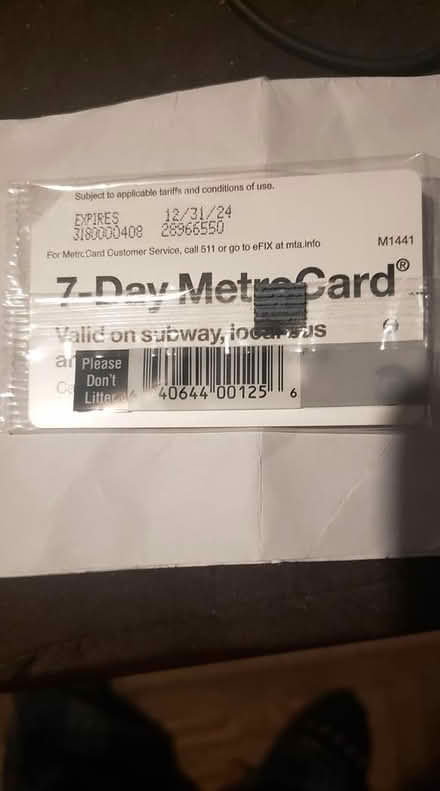 Subject to applicable tariffs and conditions of use.
EXPIRES 12/31/24
3180000408 28966550
For MetroCard Customer Service, call 511 or go to eFIX at mta.info
M1441
7-Day MetroCard®
Valid on subway, local bus
Please
Don't
Litter
40644 00125 6